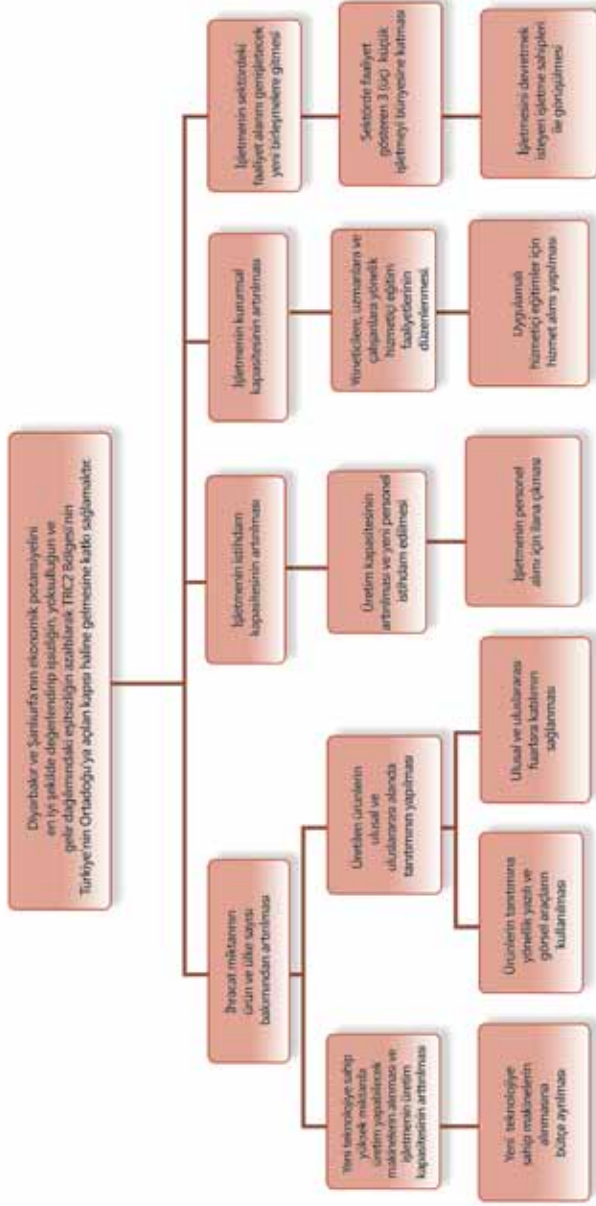 Diyarbakır ve Şanlıurfa'nın ekonomik potansiyelini
en iyi şekilde değerlendirip işsizliğin, yoksulluğun ve
gelir dağılımındaki eşitsizliğin azaltılarak TRC2 Bölgesi'nin
Türkiye'nin Ortadoğu'ya açılan kapısı haline gelmesine katkı sağlamaktır.
İhracat miktarının
ürün ve ülke sayısı
bakımından artırılması
İşletmenin istihdam
kapasitesinin artırılması
İşletmenin kurumsal
kapasitesinin artırılması
İşletmenin sektördeki
faaliyet alanını genişletecek
yeni birleşmelere gitmesi
Yeni teknolojiye sahip
yüksek miktarda
üretim yapabilecek
makinelerin alınması ve
işletmenin üretim
kapasitesinin arttırılması
Üretilen ürünlerin
ulusal ve
uluslararası alanda
tanıtımının yapılması
Üretim kapasitesinin
artırılması ve yeni personel
istihdam edilmesi
Yöneticilere, uzmanlara ve
çalışanlara yönelik
hizmetiçi eğitim
faaliyetlerinin
düzenlenmesi.
Sektörde faaliyet
gösteren 3 (üç) küçük
işletmeyi bünyesine katması
Yeni teknolojiye
sahip makinelerin
alınmasına
bütçe ayrılması
Ürünlerin tanıtımına
yönelik yazılı ve
görsel araçların
kullanılması
Ulusal ve uluslararası
fuarlara katılımın
sağlanması
İşletmenin personel
alımı için ilana çıkması
Uygulamalı
hizmetiçi eğitimler için
hizmet alımı yapılması
İşletmesini devretmek
isteyen işletme sahipleri
ile görüşülmesi